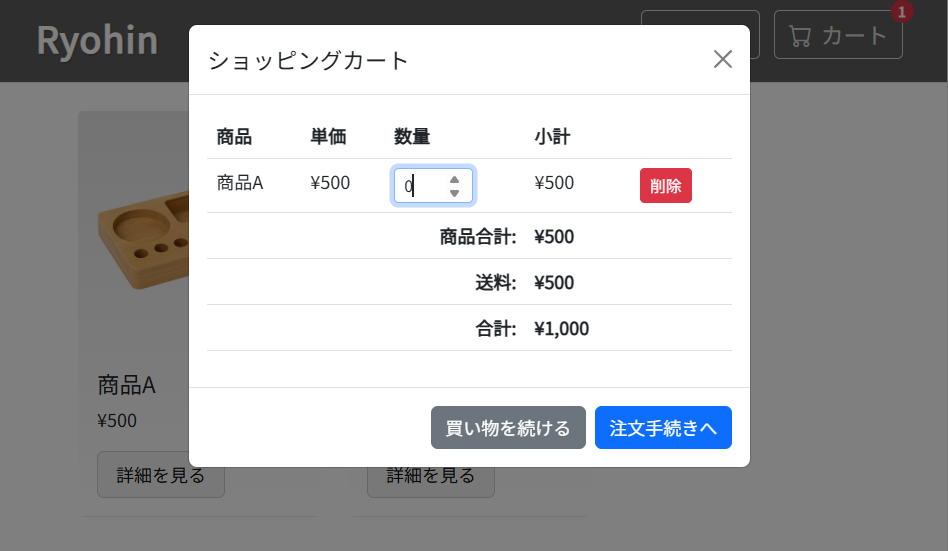 Ryohin
カート
1
ショッピングカート
商品 単価 数量 小計
商品A ¥500 0 ¥500 削除
商品合計: ¥500
送料: ¥500
合計: ¥1,000
買い物を続ける 注文手続きへ
商品A
¥500
詳細を見る 詳細を見る